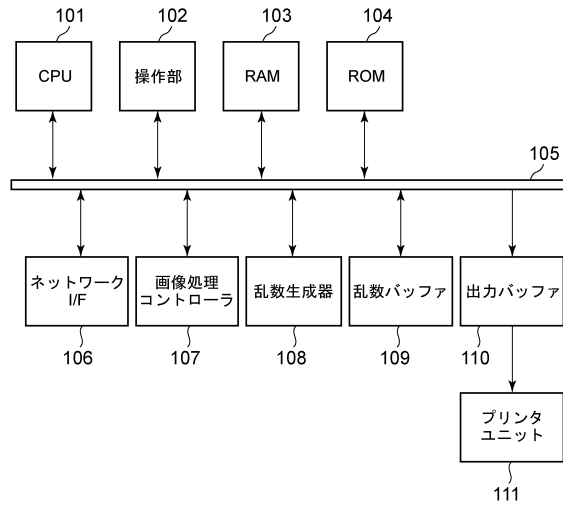 101
102
103
104
CPU
操作部
RAM
ROM
105
ネットワーク
I/F
画像処理
コントローラ
乱数生成器
乱数バッファ
出力バッファ
106
107
108
109
110
プリンタ
ユニット
111